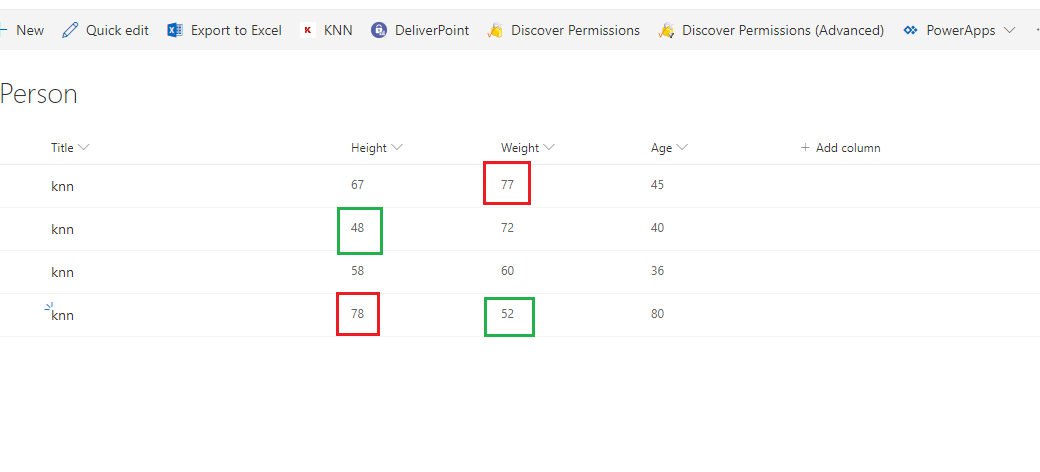 New Quick edit Export to Excel K KNN DeliverPoint Discover Permissions Discover Permissions (Advanced) PowerApps
Person
Title Height Weight Age + Add column
knn 67 77 45
knn 48 72 40
knn 58 60 36
knn 78 52 80